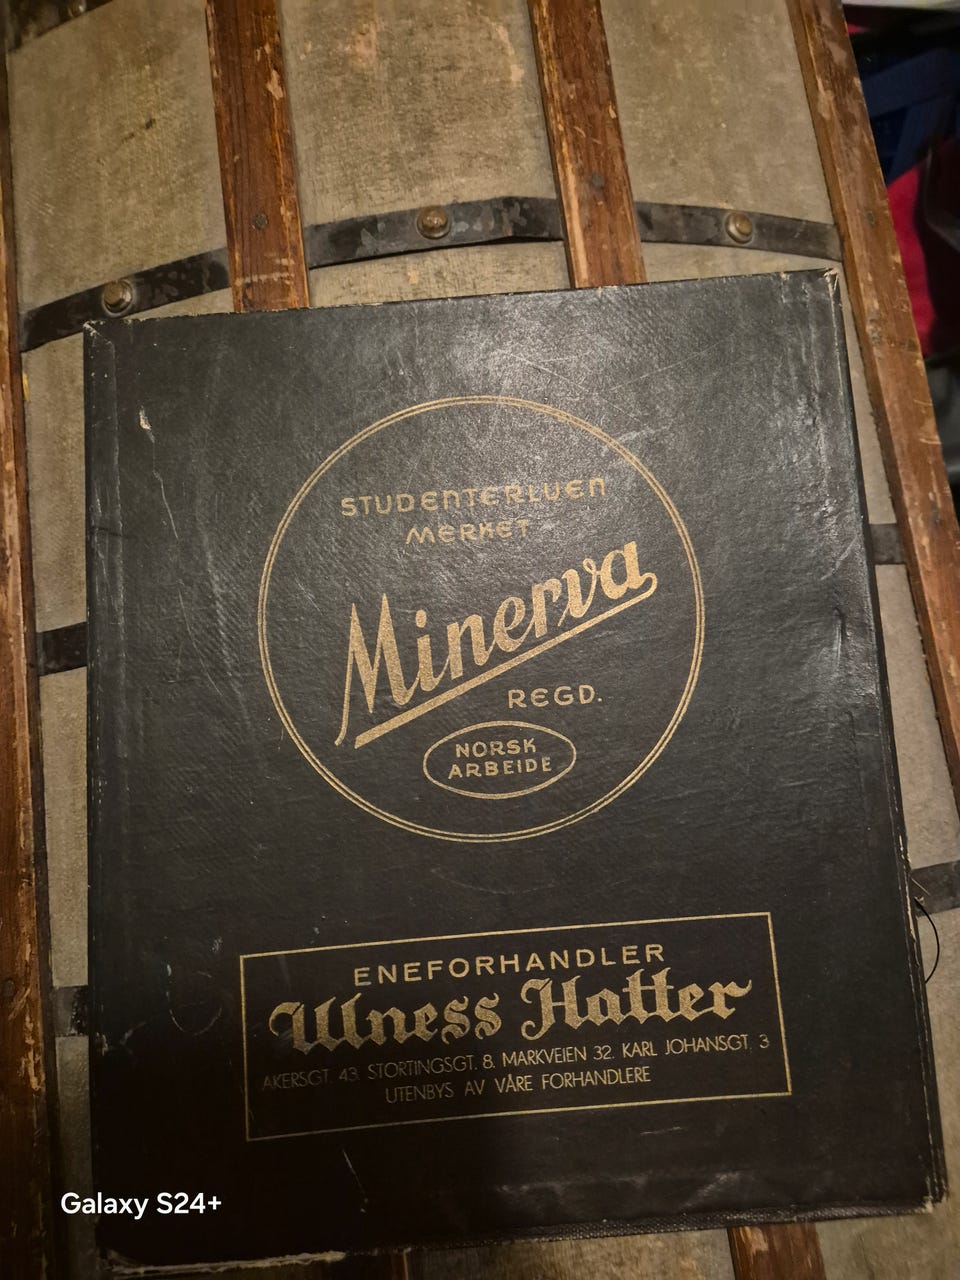 STUDENTERLUEN
MERKET
Minerva
REGD.
NORSK
ARBEIDE
ENEFORHANDLER
Ulness Hatter
AKERSGT. 43. STORTINGSGT. 8. MARKVEIEN 32. KARL JOHANSGT. 3
UTENBYS AV VÅRE FORHANDLERE
Galaxy S24+